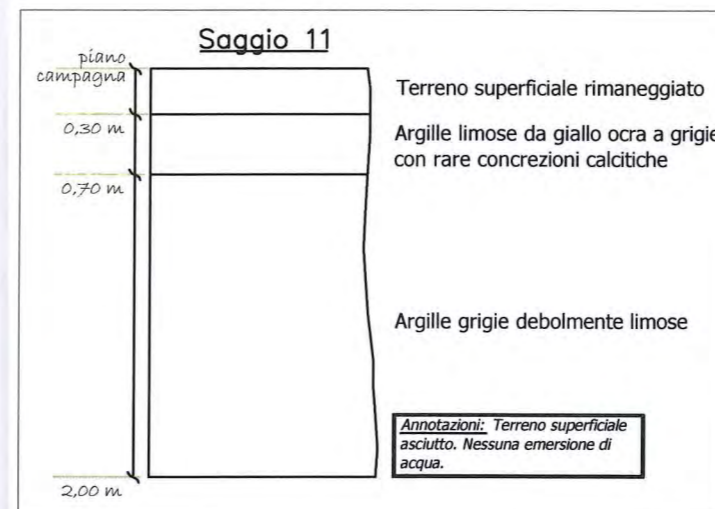 Saggio 11
piano
campagna
Terreno superficiale rimaneggiato
0,30 m
Argille limose da giallo ocra a grigie
con rare concrezioni calcitiche
0,70 m
Argille grigie debolmente limose
Annotazioni: Terreno superficiale
asciutto. Nessuna emersione di
acqua.
2,00 m